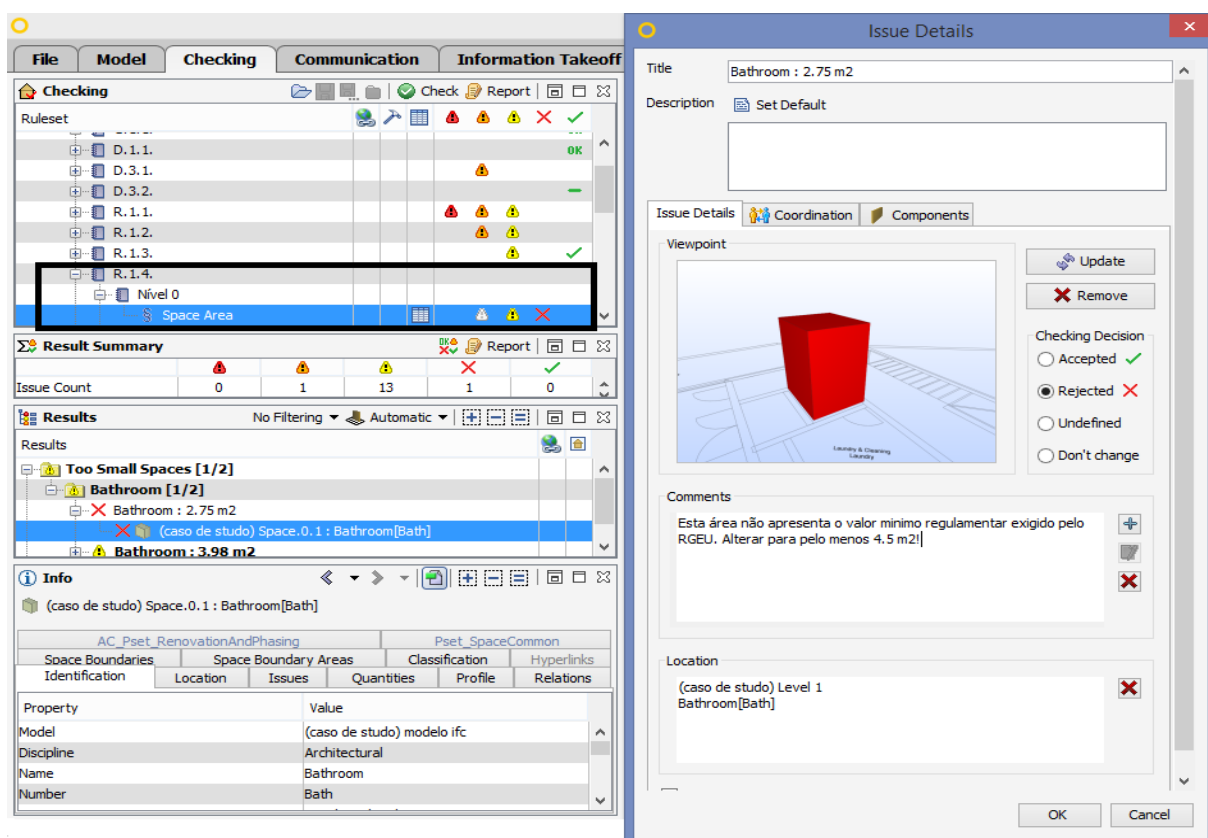 File Model Checking Communication Information Takeoff
Checking Check Report
Ruleset
D.1.1. OK
D.3.1.
D.3.2.
R.1.1.
R.1.2.
R.1.3.
R.1.4.
Nível 0
§ Space Area
Result Summary Report
Issue Count 0 1 13 1 0
Results No Filtering Automatic
Results
Too Small Spaces [1/2]
Bathroom [1/2]
Bathroom : 2.75 m2
(caso de studo) Space.0.1 : Bathroom[Bath]
Bathroom : 3.98 m2
Info
(caso de studo) Space.0.1 : Bathroom[Bath]
AC_Pset_RenovationAndPhasing Pset_SpaceCommon
Space Boundaries Space Boundary Areas Classification Hyperlinks
Identification Location Issues Quantities Profile Relations
Property Value
Model (caso de studo) modelo ifc
Discipline Architectural
Name Bathroom
Number Bath
Issue Details
Title Bathroom : 2.75 m2
Description Set Default
Issue Details Coordination Components
Viewpoint
Laundry & Cleaning
Laundry
Update
Remove
Checking Decision
Accepted
Rejected
Undefined
Don't change
Comments
Esta área não apresenta o valor minimo regulamentar exigido pelo
RGEU. Alterar para pelo menos 4.5 m2!
Location
(caso de studo) Level 1
Bathroom[Bath]
OK Cancel